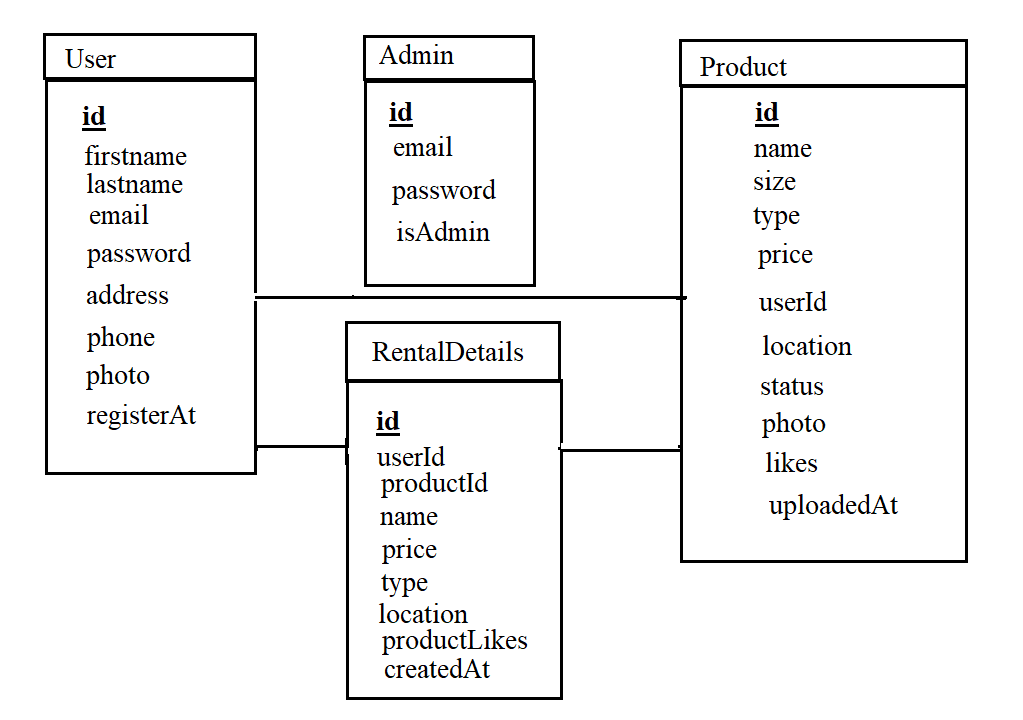 User
id
firstname
lastname
email
password
address
phone
photo
registerAt
Admin
id
email
password
isAdmin
RentalDetails
id
userId
productId
name
price
type
location
productLikes
createdAt
Product
id
name
size
type
price
userId
location
status
photo
likes
uploadedAt